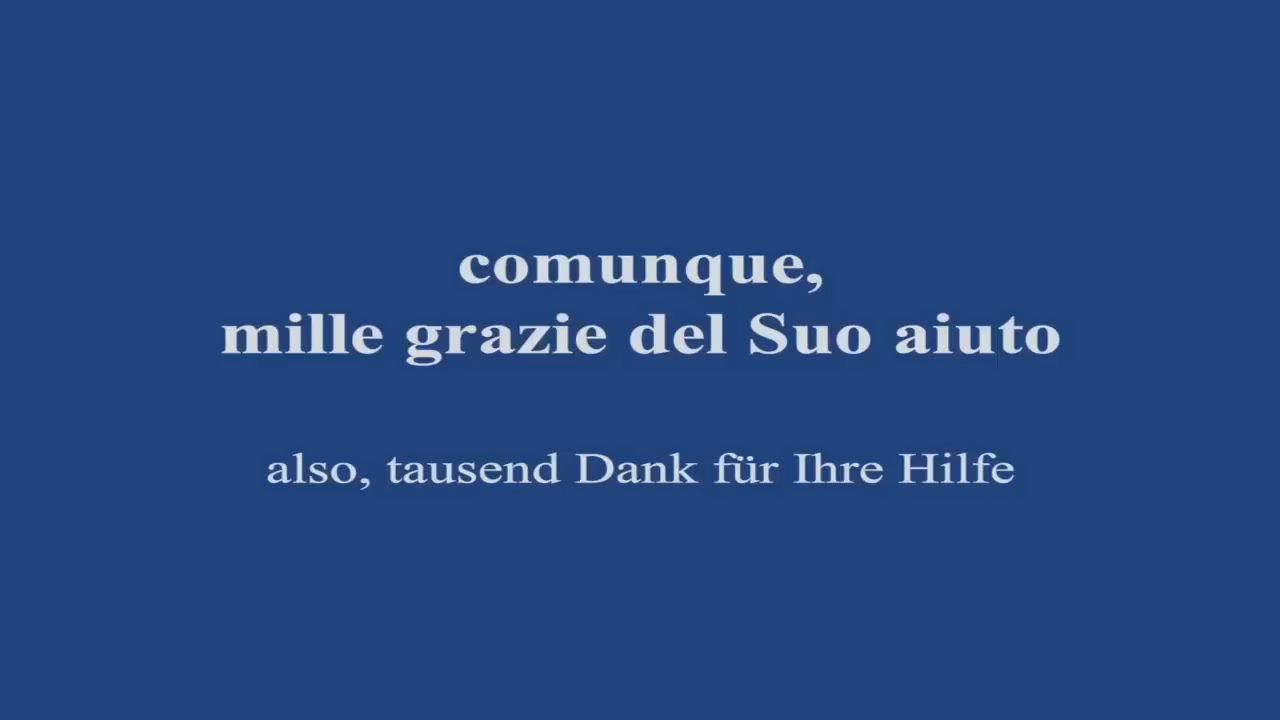 comunque,
mille grazie del Suo aiuto
also, tausend Dank für Ihre Hilfe